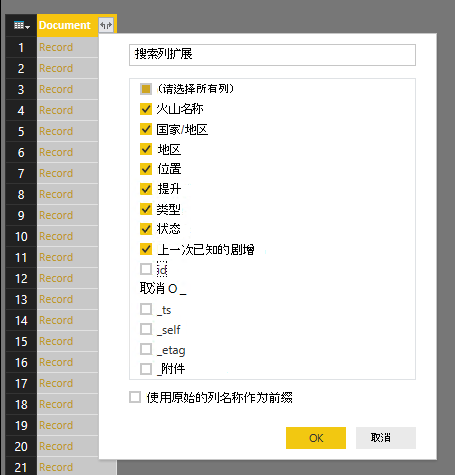 Document
搜索列扩展
1 Record
2 Record
3 Record
4 Record
5 Record
6 Record
7 Record
8 Record
9 Record
10 Record
11 Record
12 Record
13 Record
14 Record
15 Record
16 Record
17 Record
18 Record
19 Record
20 Record
21 Record
(请选择所有列)
火山名称
国家/地区
地区
位置
提升
类型
状态
上一次已知的剧增
id
取消 O _
_ts
_self
_etag
_附件
使用原始的列名称作为前缀
OK
取消